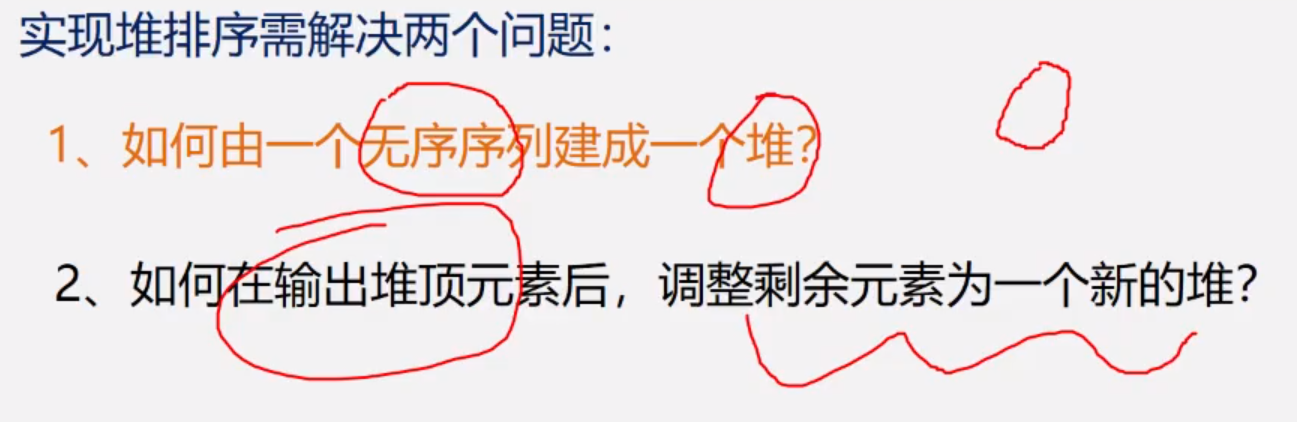 实现堆排序需解决两个问题：
1、如何由一个无序序列建成一个堆?
2、如何在输出堆顶元素后，调整剩余元素为一个新的堆?